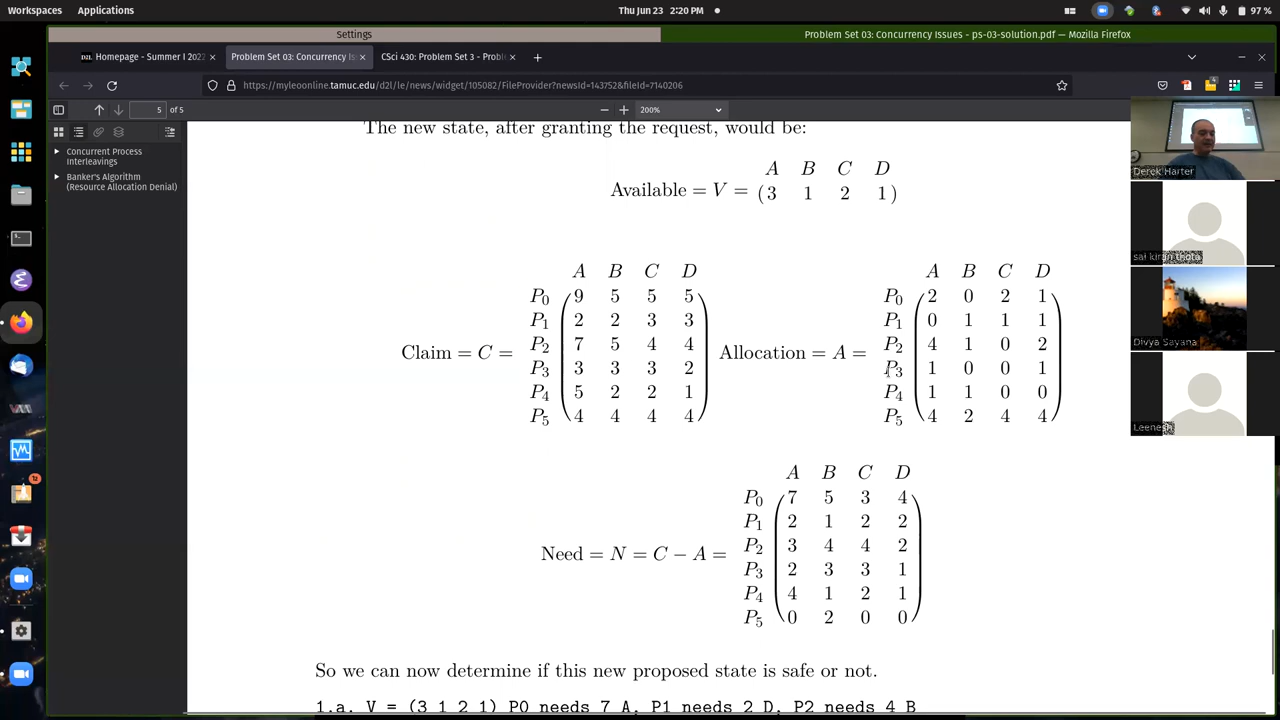 Workspaces Applications Thu Jun 23 2:20 PM 97 %
Settings Problem Set 03: Concurrency Issues - ps-03-solution.pdf — Mozilla Firefox
Homepage - Summer I 2022 Problem Set 03: Concurrency Is CSci 430: Problem Set 3 - Proble
https://myleoonline.tamuc.edu/d2l/le/news/widget/105082/FileProvider?newsId=143752&fileId=7140206
5 of 5 200%
Concurrent Process
Interleavings
Banker's Algorithm
(Resource Allocation Denial)
The new state, after granting the request, would be:
A B C D
Available = V = (3 1 2 1)
A B C D
P0 9 5 5 5
P1 2 2 3 3
P2 7 5 4 4
Claim = C =
P3 3 3 3 2
P4 5 2 2 1
P5 4 4 4 4
A B C D
P0 2 0 2 1
P1 0 1 1 1
P2 4 1 0 2
Allocation = A =
P3 1 0 0 1
P4 1 1 0 0
P5 4 2 4 4
A B C D
P0 7 5 3 4
P1 2 1 2 2
P2 3 4 4 2
Need = N = C − A =
P3 2 3 3 1
P4 4 1 2 1
P5 0 2 0 0
So we can now determine if this new proposed state is safe or not.
1.a. V = (3 1 2 1) P0 needs 7 A, P1 needs 2 D, P2 needs 4 B
Derek Harter
sai kiran thota
Divya Sayana
Leenesh
12
4